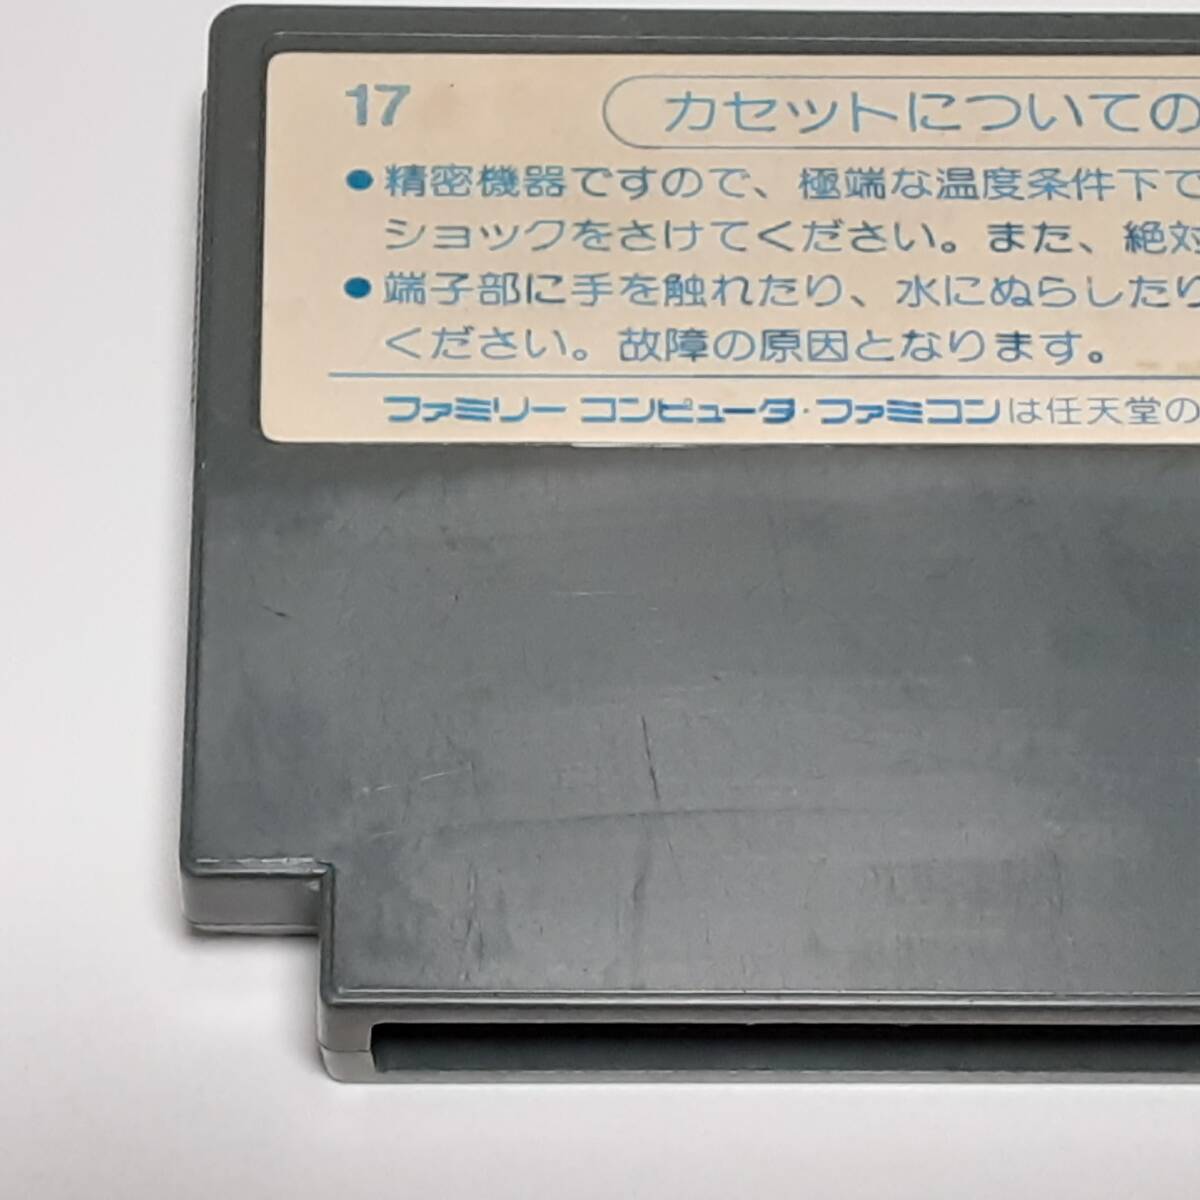 17
カセットについての
●精密機器ですので、極端な温度条件下で
ショックをさけてください。また、絶対
●端子部に手を触れたり、水にぬらしたり
ください。故障の原因となります。
ファミリー コンピュータ・ファミコンは任天堂の